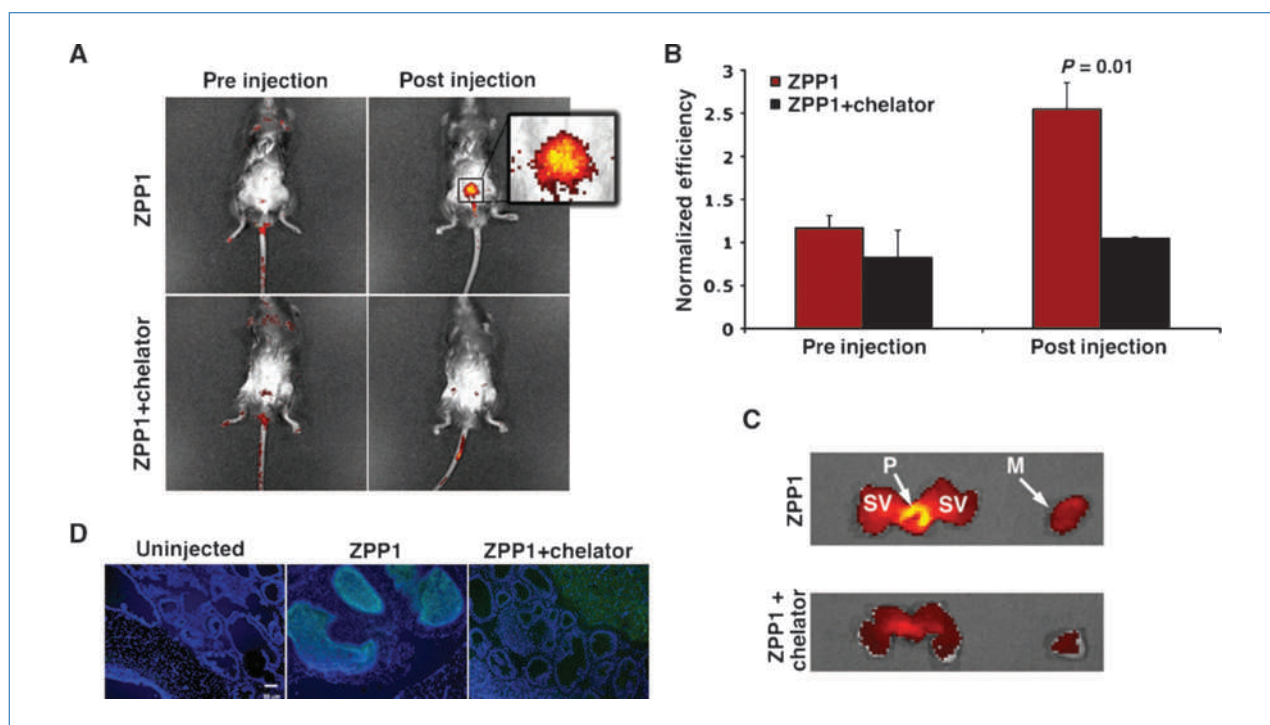 A
Pre injection
Post injection
ZPP1
ZPP1+chelator
B
Normalized efficiency
3
2.5
2
1.5
1
0.5
0
ZPP1
ZPP1+chelator
P = 0.01
Pre injection
Post injection
C
ZPP1
P
M
SV
SV
ZPP1 +
chelator
D
Uninjected
ZPP1
ZPP1+chelator